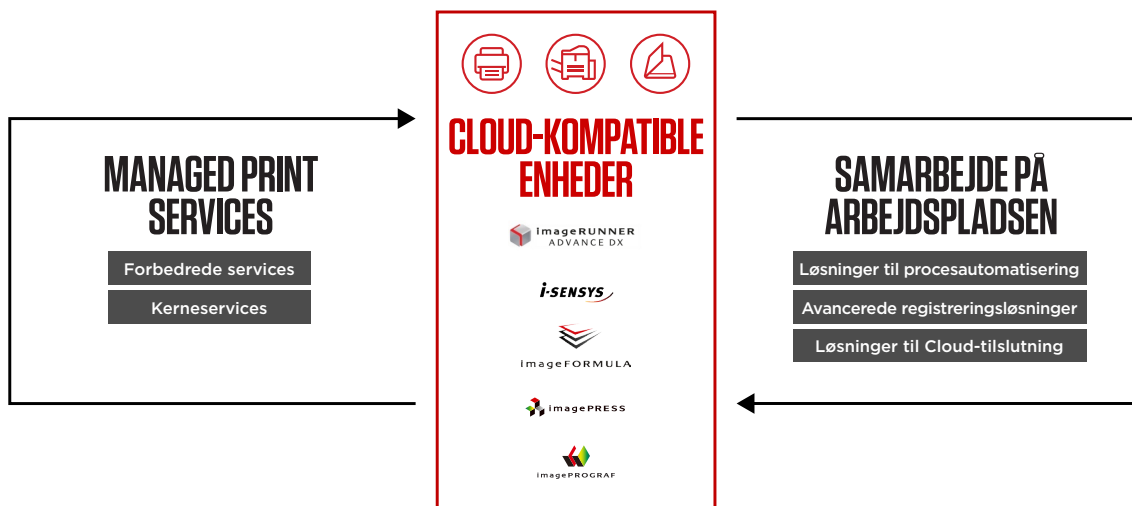 MANAGED PRINT
SERVICES
Forbedrede services
Kerneservices
CLOUD-KOMPATIBLE
ENHEDER
imageRUNNER
ADVANCE DX
i-SENSYS
imageFORMULA
imagePRESS
imagePROGRAF
SAMARBEJDE PÅ
ARBEJDSPLADSEN
Løsninger til procesautomatisering
Avancerede registreringsløsninger
Løsninger til Cloud-tilslutning